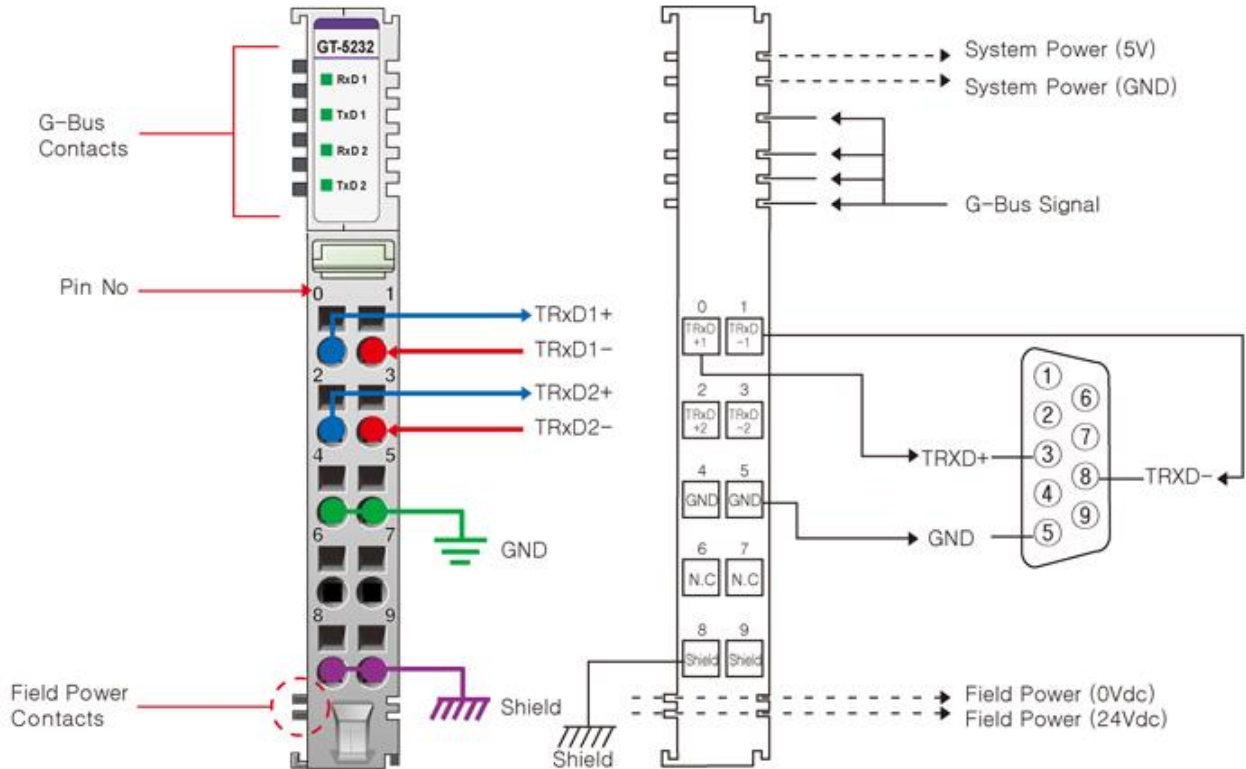 GT-5232
RxD 1
TxD 1
RxD 2
TxD 2
G-Bus
Contacts
Pin No
0 1
TRxD1+
TRxD1-
2 3
TRxD2+
TRxD2-
4 5
6 7
GND
8 9
Field Power
Contacts
Shield
System Power (5V)
System Power (GND)
G-Bus Signal
0 1
TRxD
+1
TRxD
-1
2 3
TRxD
+2
TRxD
-2
4 5
GND GND
6 7
N.C N.C
8 9
Shield Shield
Shield
TRXD+
GND
1
2
3
4
5
6
7
8
9
TRXD-
Field Power (0Vdc)
Field Power (24Vdc)